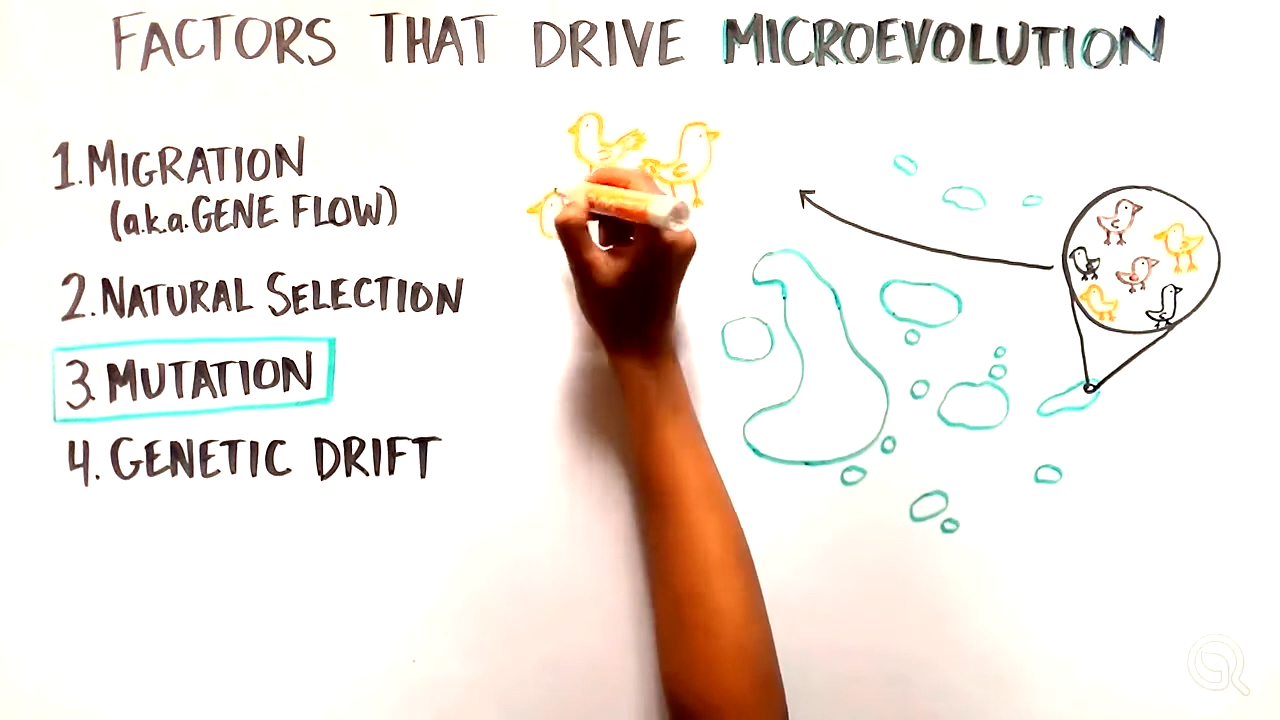 FACTORS THAT DRIVE MICROEVOLUTION
1. MIGRATION
(a.k.a. GENE FLOW)
2. NATURAL SELECTION
3. MUTATION
4. GENETIC DRIFT